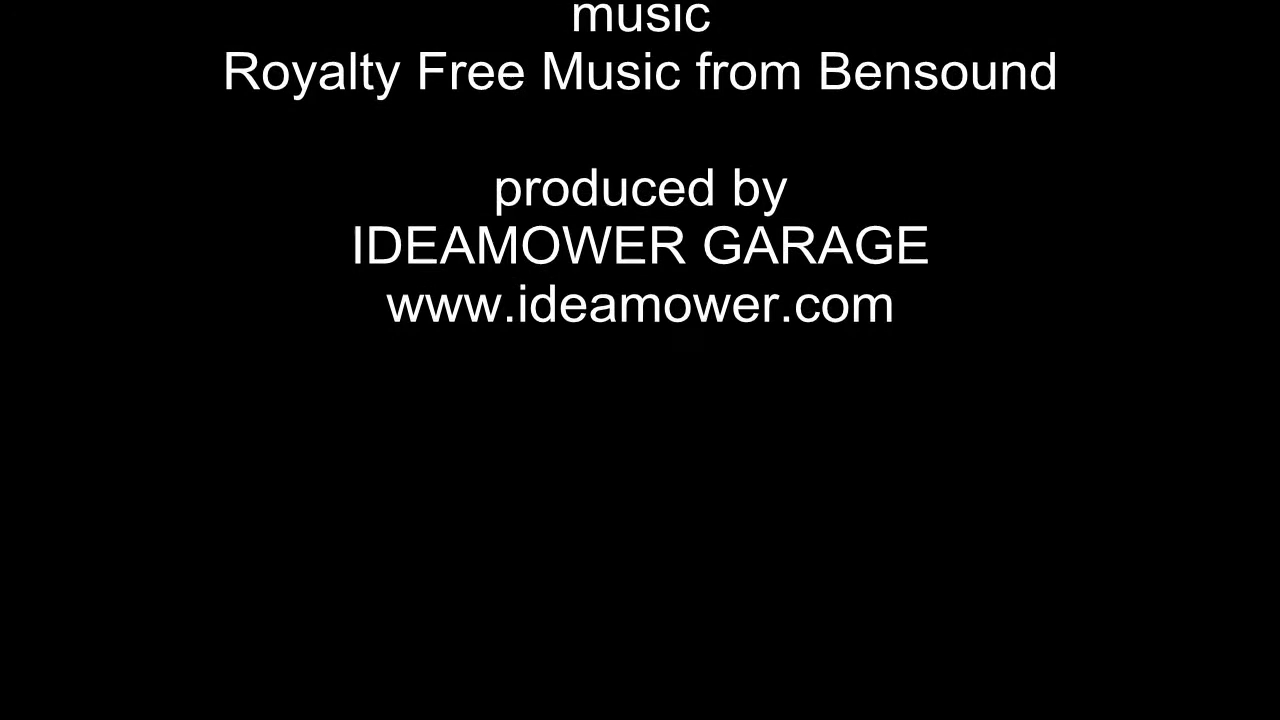 music
Royalty Free Music from Bensound
produced by
IDEAMOWER GARAGE
www.ideamower.com